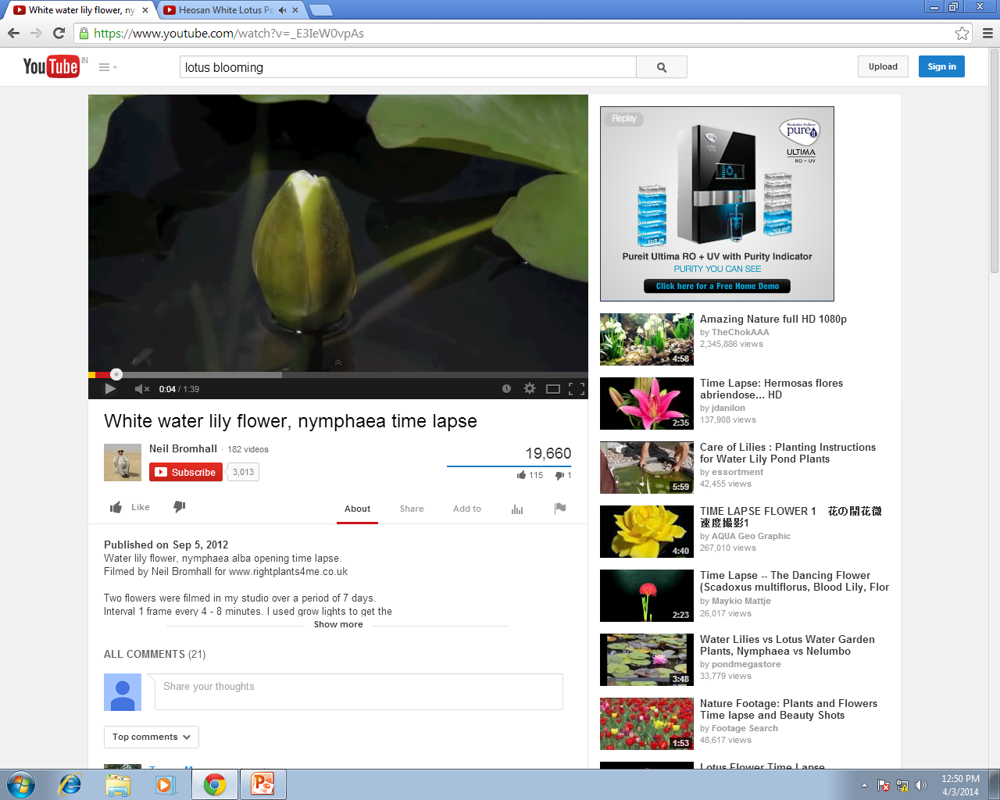 White water lily flower, ny
Heosan White Lotus Po
https://www.youtube.com/watch?v=_E3IeW0vpAs
YouTube IN
lotus blooming
Upload
Sign in
Replay
pureit
ULTIMA
RO + UV
Pureit Ultima RO + UV with Purity Indicator
PURITY YOU CAN SEE
Click here for a Free Home Demo
0:04 / 1:39
White water lily flower, nymphaea time lapse
Neil Bromhall · 182 videos
Subscribe 3,013
19,660
115 1
Like
About Share Add to
Published on Sep 5, 2012
Water lily flower, nymphaea alba opening time lapse.
Filmed by Neil Bromhall for www.rightplants4me.co.uk
Two flowers were filmed in my studio over a period of 7 days.
Interval 1 frame every 4 - 8 minutes. I used grow lights to get the
Show more
ALL COMMENTS (21)
Share your thoughts
Top comments
Amazing Nature full HD 1080p
by TheChokAAA
2,345,886 views
4:58
Time Lapse: Hermosas flores
abriendose... HD
by jdanilon
137,908 views
2:35
Care of Lilies : Planting Instructions
for Water Lily Pond Plants
by essortment
42,455 views
5:59
TIME LAPSE FLOWER 1 花の開花微
速度撮影1
by AQUA Geo Graphic
267,010 views
4:40
Time Lapse -- The Dancing Flower
(Scadoxus multiflorus, Blood Lily, Flor
by Maykio Mattje
26,017 views
2:23
Water Lilies vs Lotus Water Garden
Plants, Nymphaea vs Nelumbo
by pondmegastore
33,779 views
3:48
Nature Footage: Plants and Flowers
Time lapse and Beauty Shots
by Footage Search
48,617 views
1:53
Lotus Flower Time Lapse
12:50 PM
4/3/2014